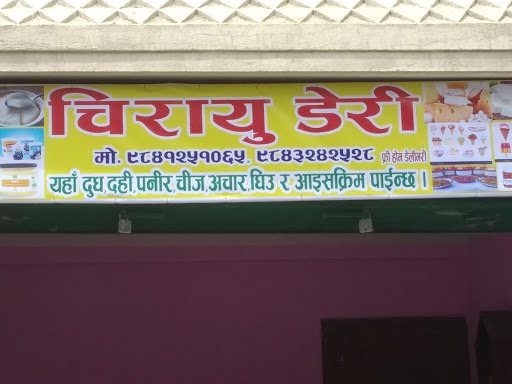 चिरायु डेरी
मो. ९८४१२५१०६५, ९८४३२४२५२८ फ्री होम डेलीभरी
यहाँ दुध,दही,पनीर,चीज,अचार,घिउ र आइसक्रिम पाईन्छ ।